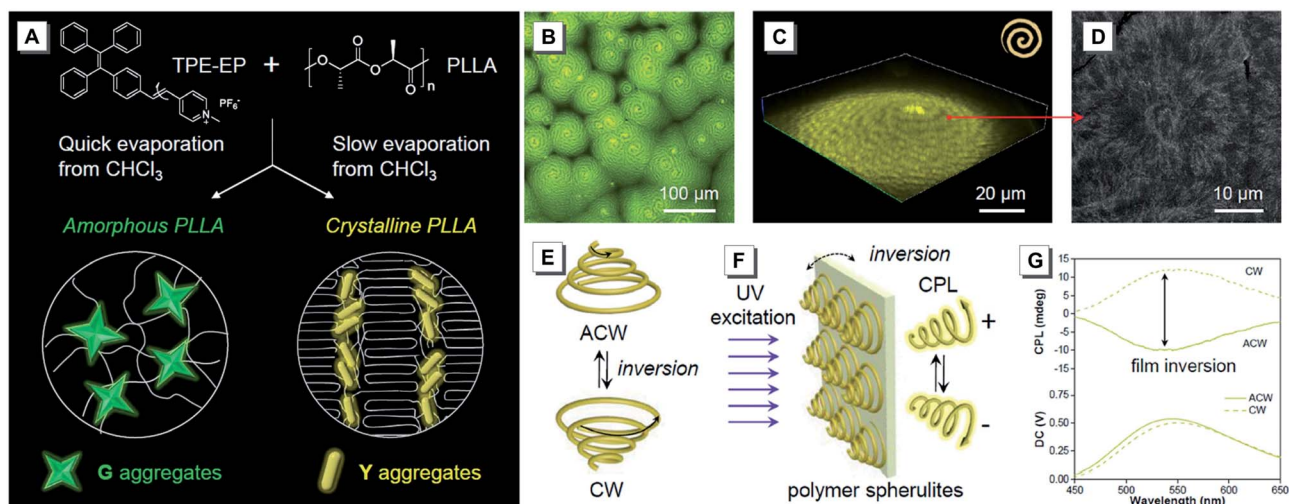 A
TPE-EP + PLLA
O
O
O
O
n
PF₆⁻
N⁺
Quick evaporation
from CHCl₃
Slow evaporation
from CHCl₃
Amorphous PLLA
Crystalline PLLA
G aggregates
Y aggregates
B
100 µm
C
20 µm
D
10 µm
E
ACW
inversion
CW
F
inversion
UV
excitation
CPL
+
-
polymer spherulites
G
CPL (mdeg)
15
10
5
0
-5
-10
-15
CW
ACW
film inversion
DC (V)
0.75
0.50
0.25
0.00
ACW
CW
450
500
550
600
650
Wavelength (nm)